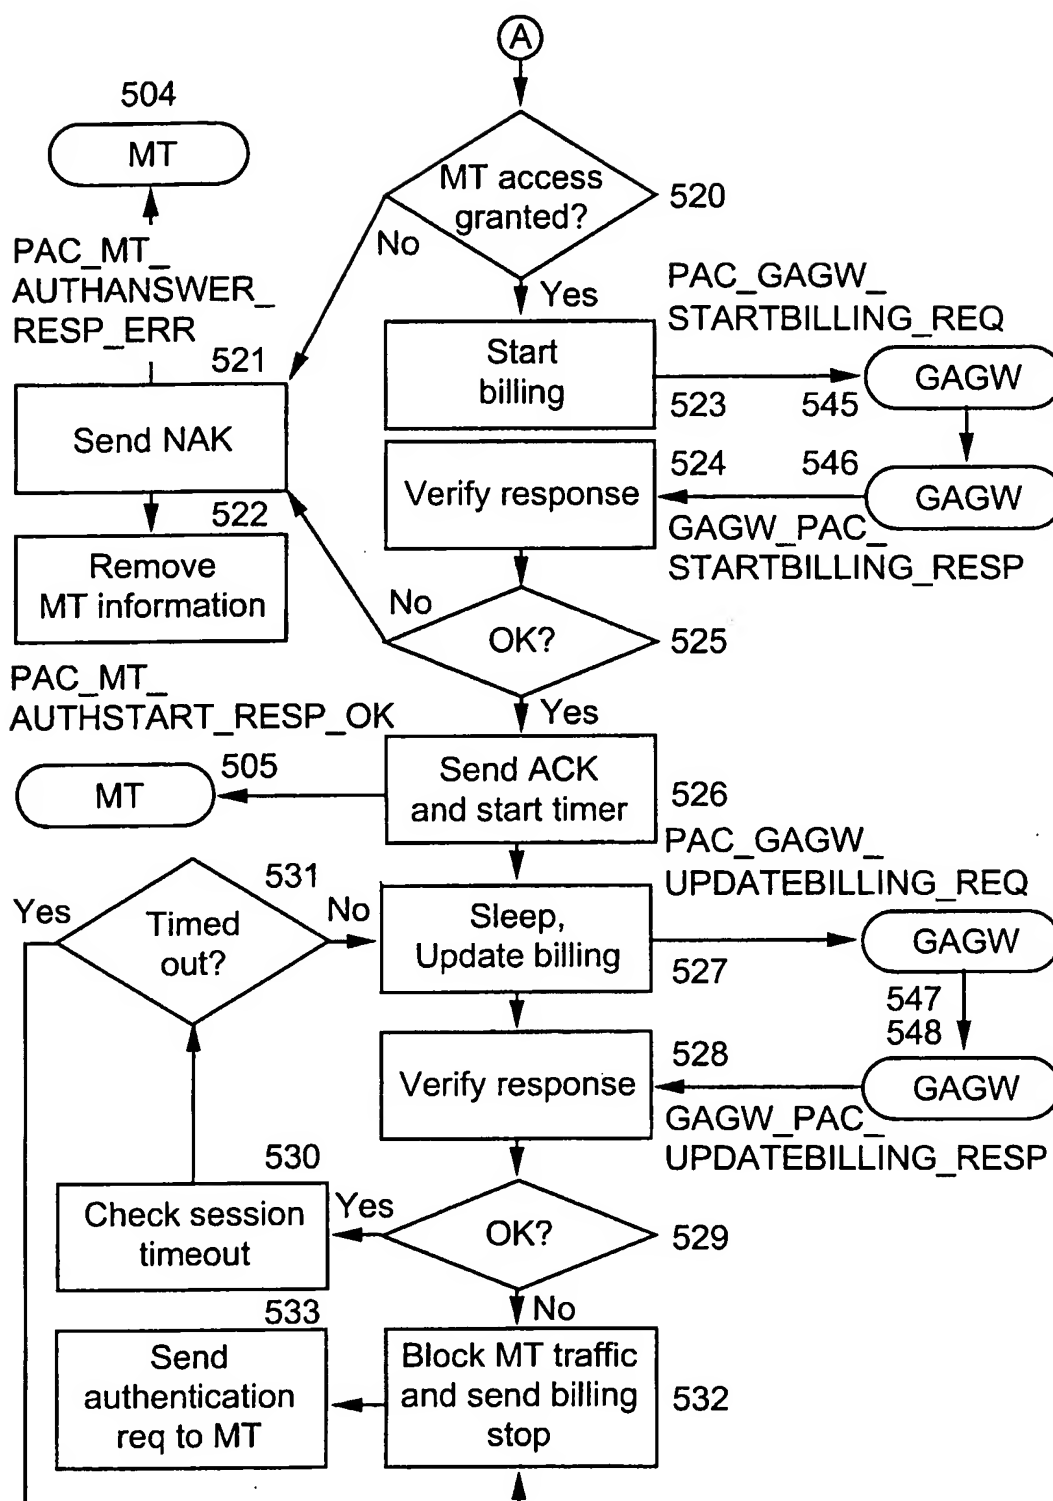 A
504
MT
MT access
granted?
520
No
PAC_MT_
AUTHANSWER_
RESP_ERR
Yes
PAC_GAGW_
STARTBILLING_REQ
521
Start
billing
GAGW
523
545
Send NAK
524
546
Verify response
GAGW
522
GAGW_PAC_
STARTBILLING_RESP
Remove
MT information
No
OK?
525
PAC_MT_
AUTHSTART_RESP_OK
Yes
505
MT
Send ACK
and start timer
526
PAC_GAGW_
UPDATEBILLING_REQ
531
Yes
Timed
out?
No
Sleep,
Update billing
GAGW
527
547
548
528
Verify response
GAGW
GAGW_PAC_
UPDATEBILLING_RESP
530
Check session
timeout
Yes
OK?
529
No
533
Send
authentication
req to MT
Block MT traffic
and send billing
stop
532